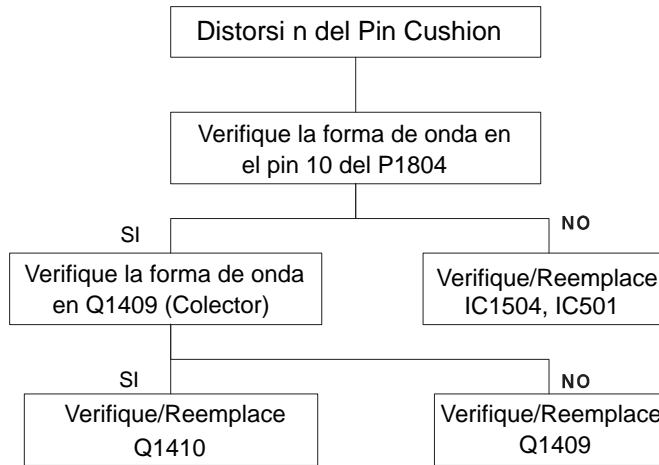 Distorsi n del Pin Cushion
Verifique la forma de onda en
el pin 10 del P1804
SI
NO
Verifique la forma de onda
en Q1409 (Colector)
Verifique/Reemplace
IC1504, IC501
SI
NO
Verifique/Reemplace
Q1410
Verifique/Reemplace
Q1409